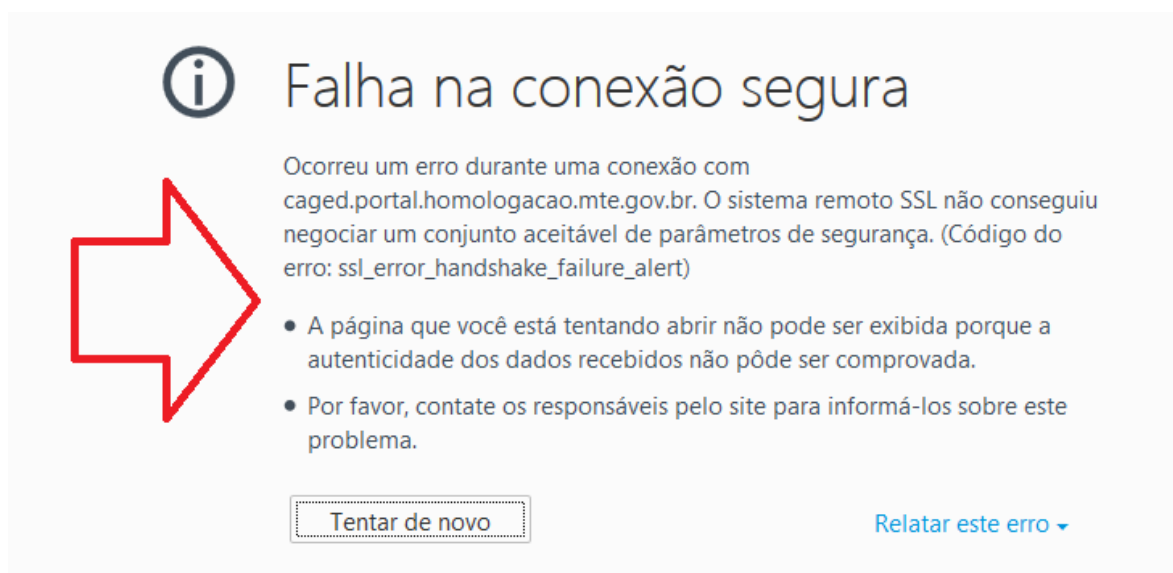 Falha na conexão segura
Ocorreu um erro durante uma conexão com
caged.portal.homologacao.mte.gov.br. O sistema remoto SSL não conseguiu
negociar um conjunto aceitável de parâmetros de segurança. (Código do
erro: ssl_error_handshake_failure_alert)
• A página que você está tentando abrir não pode ser exibida porque a
autenticidade dos dados recebidos não pôde ser comprovada.
• Por favor, contate os responsáveis pelo site para informá-los sobre este
problema.
Tentar de novo
Relatar este erro